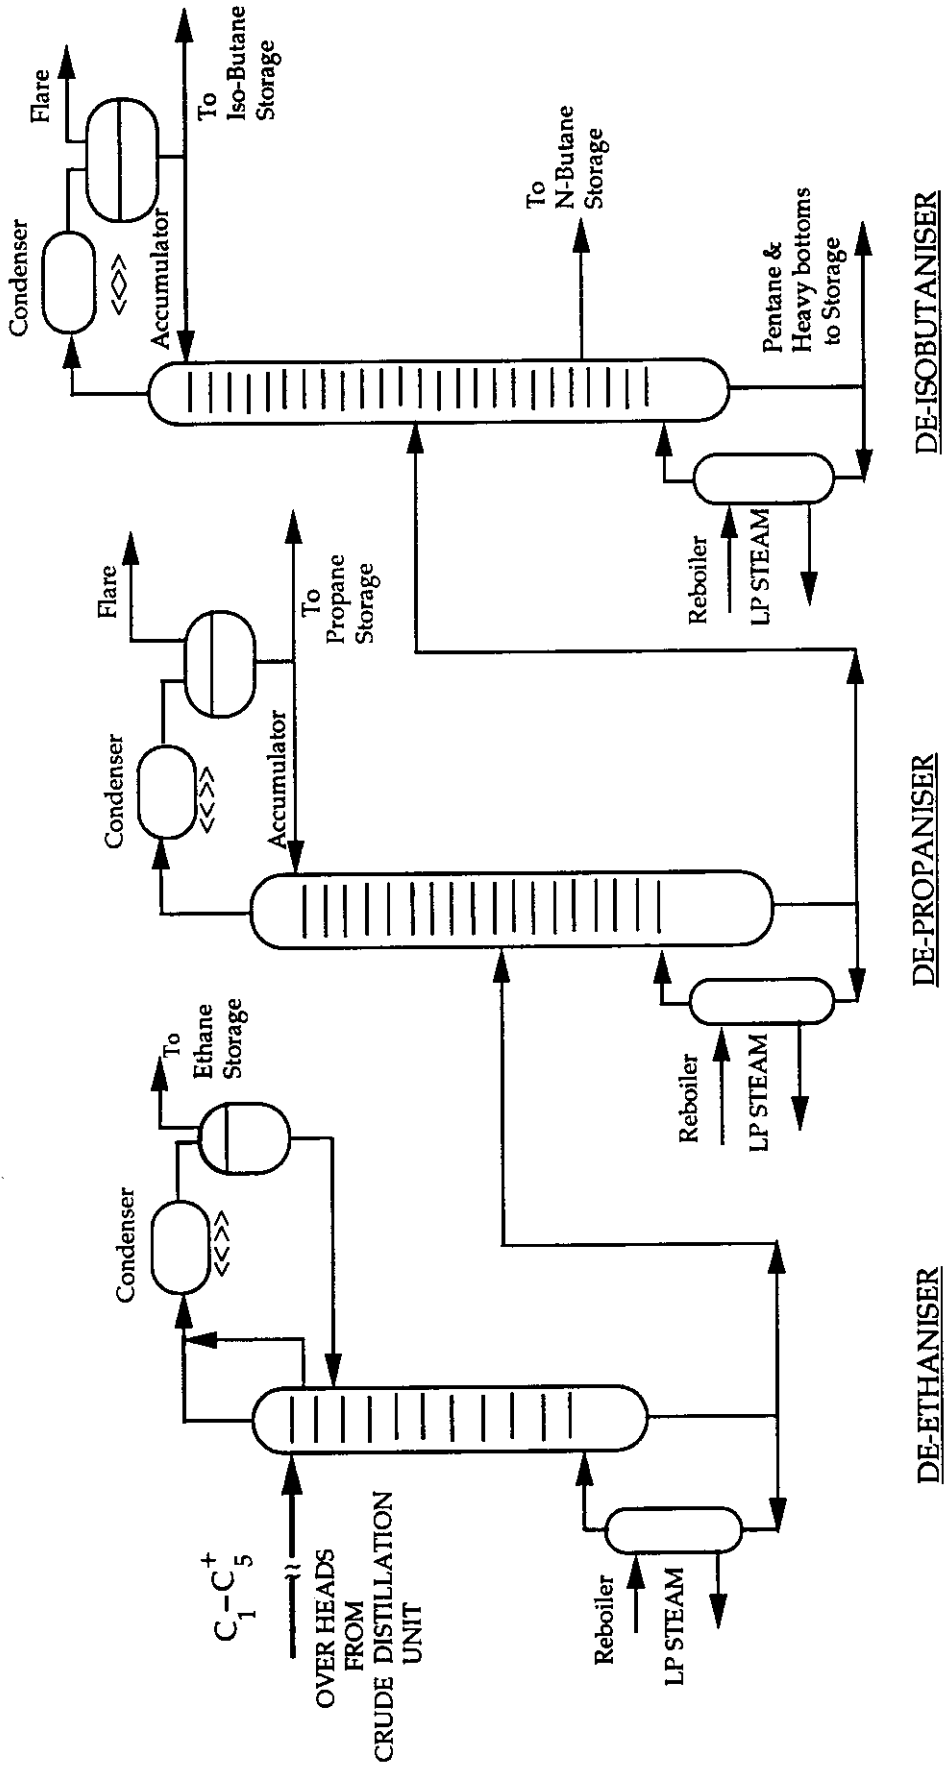 C1–C5+
OVER HEADS
FROM
CRUDE DISTILLATION
UNIT
Condenser
<<>>
To
Ethane
Storage
Reboiler
LP STEAM
DE-ETHANISER
Condenser
<<>>
Flare
Accumulator
To
Propane
Storage
Reboiler
LP STEAM
DE-PROPANISER
Condenser
<<>>
Flare
Accumulator
To
Iso-Butane
Storage
To
N-Butane
Storage
Reboiler
LP STEAM
Pentane &
Heavy bottoms
to Storage
DE-ISOBUTANISER